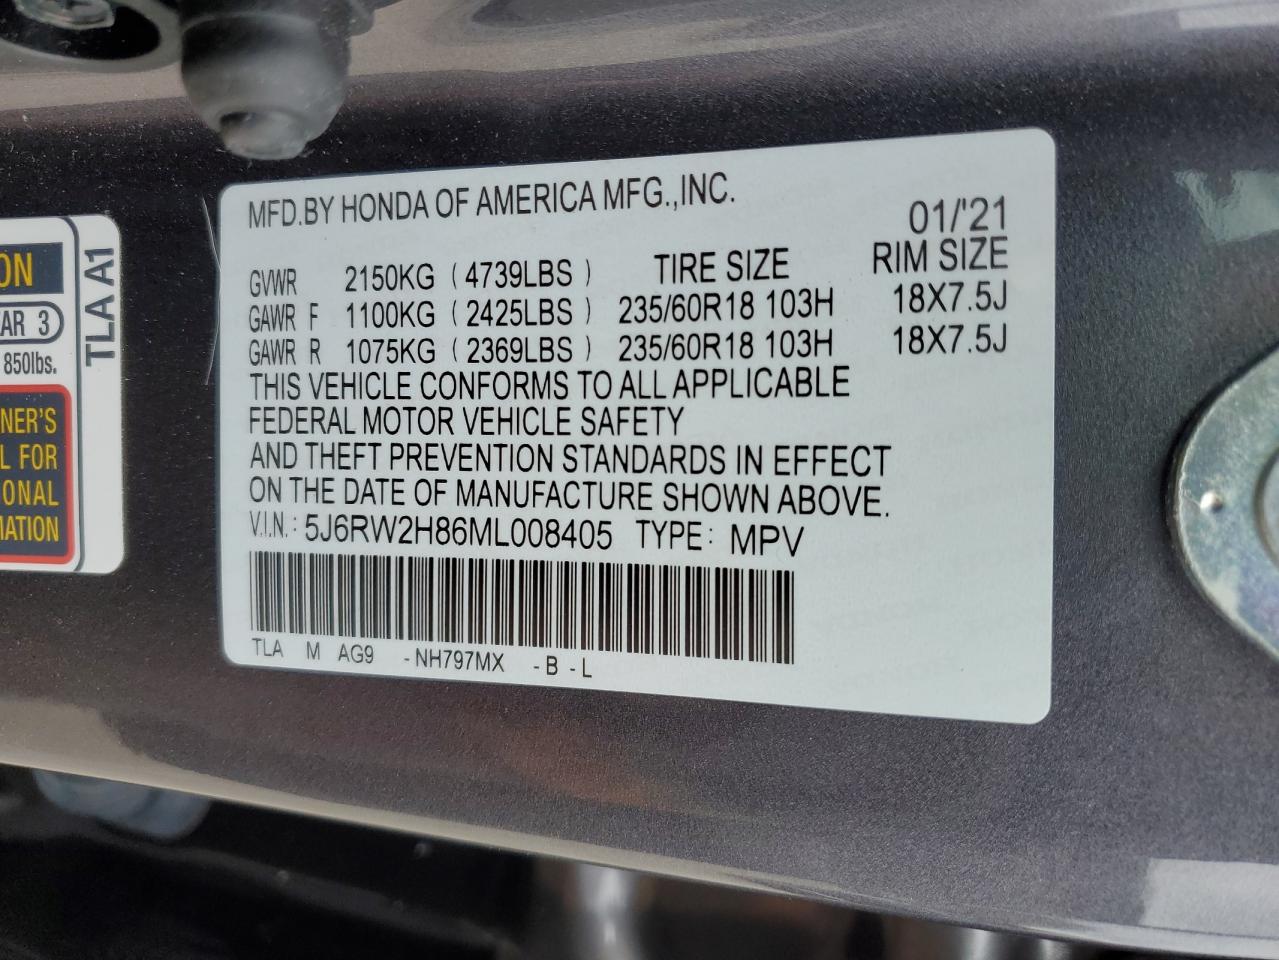 MFD.BY HONDA OF AMERICA MFG.,INC.
01/'21
GVWR 2150KG ( 4739LBS ) TIRE SIZE RIM SIZE
GAWR F 1100KG ( 2425LBS ) 235/60R18 103H 18X7.5J
GAWR R 1075KG ( 2369LBS ) 235/60R18 103H 18X7.5J
THIS VEHICLE CONFORMS TO ALL APPLICABLE
FEDERAL MOTOR VEHICLE SAFETY
AND THEFT PREVENTION STANDARDS IN EFFECT
ON THE DATE OF MANUFACTURE SHOWN ABOVE.
V.I.N.: 5J6RW2H86ML008405 TYPE: MPV
TLA M AG9 -NH797MX -B -L
ON
AR 3
850lbs.
NER'S
L FOR
IONAL
MATION
TLA A1